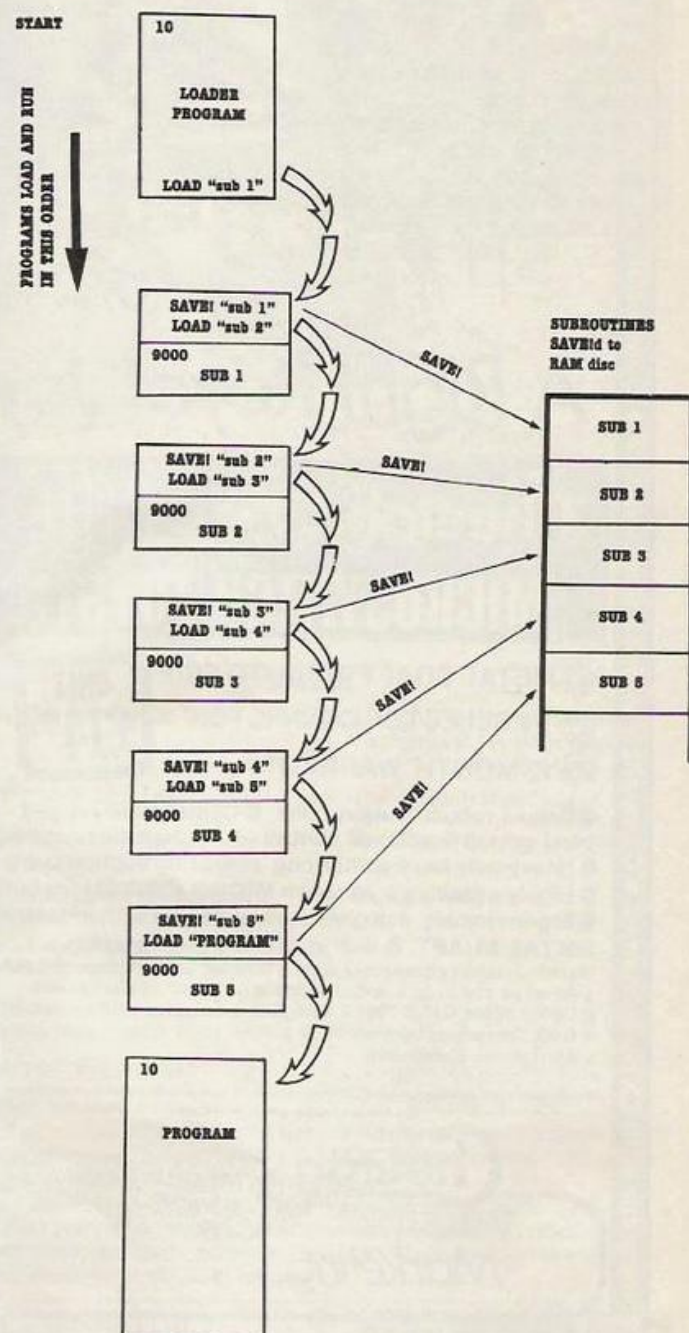 START
PROGRAMS LOAD AND RUN
IN THIS ORDER
10
LOADER
PROGRAM
LOAD "sub 1"
SAVE! "sub 1"
LOAD "sub 2"
9000
SUB 1
SAVE! "sub 2"
LOAD "sub 3"
9000
SUB 2
SAVE! "sub 3"
LOAD "sub 4"
9000
SUB 3
SAVE! "sub 4"
LOAD "sub 5"
9000
SUB 4
SAVE! "sub 5"
LOAD "PROGRAM"
9000
SUB 5
10
PROGRAM
SAVE!
SAVE!
SAVE!
SAVE!
SAVE!
SUBROUTINES
SAVE!d to
RAM disc
SUB 1
SUB 2
SUB 3
SUB 4
SUB 5